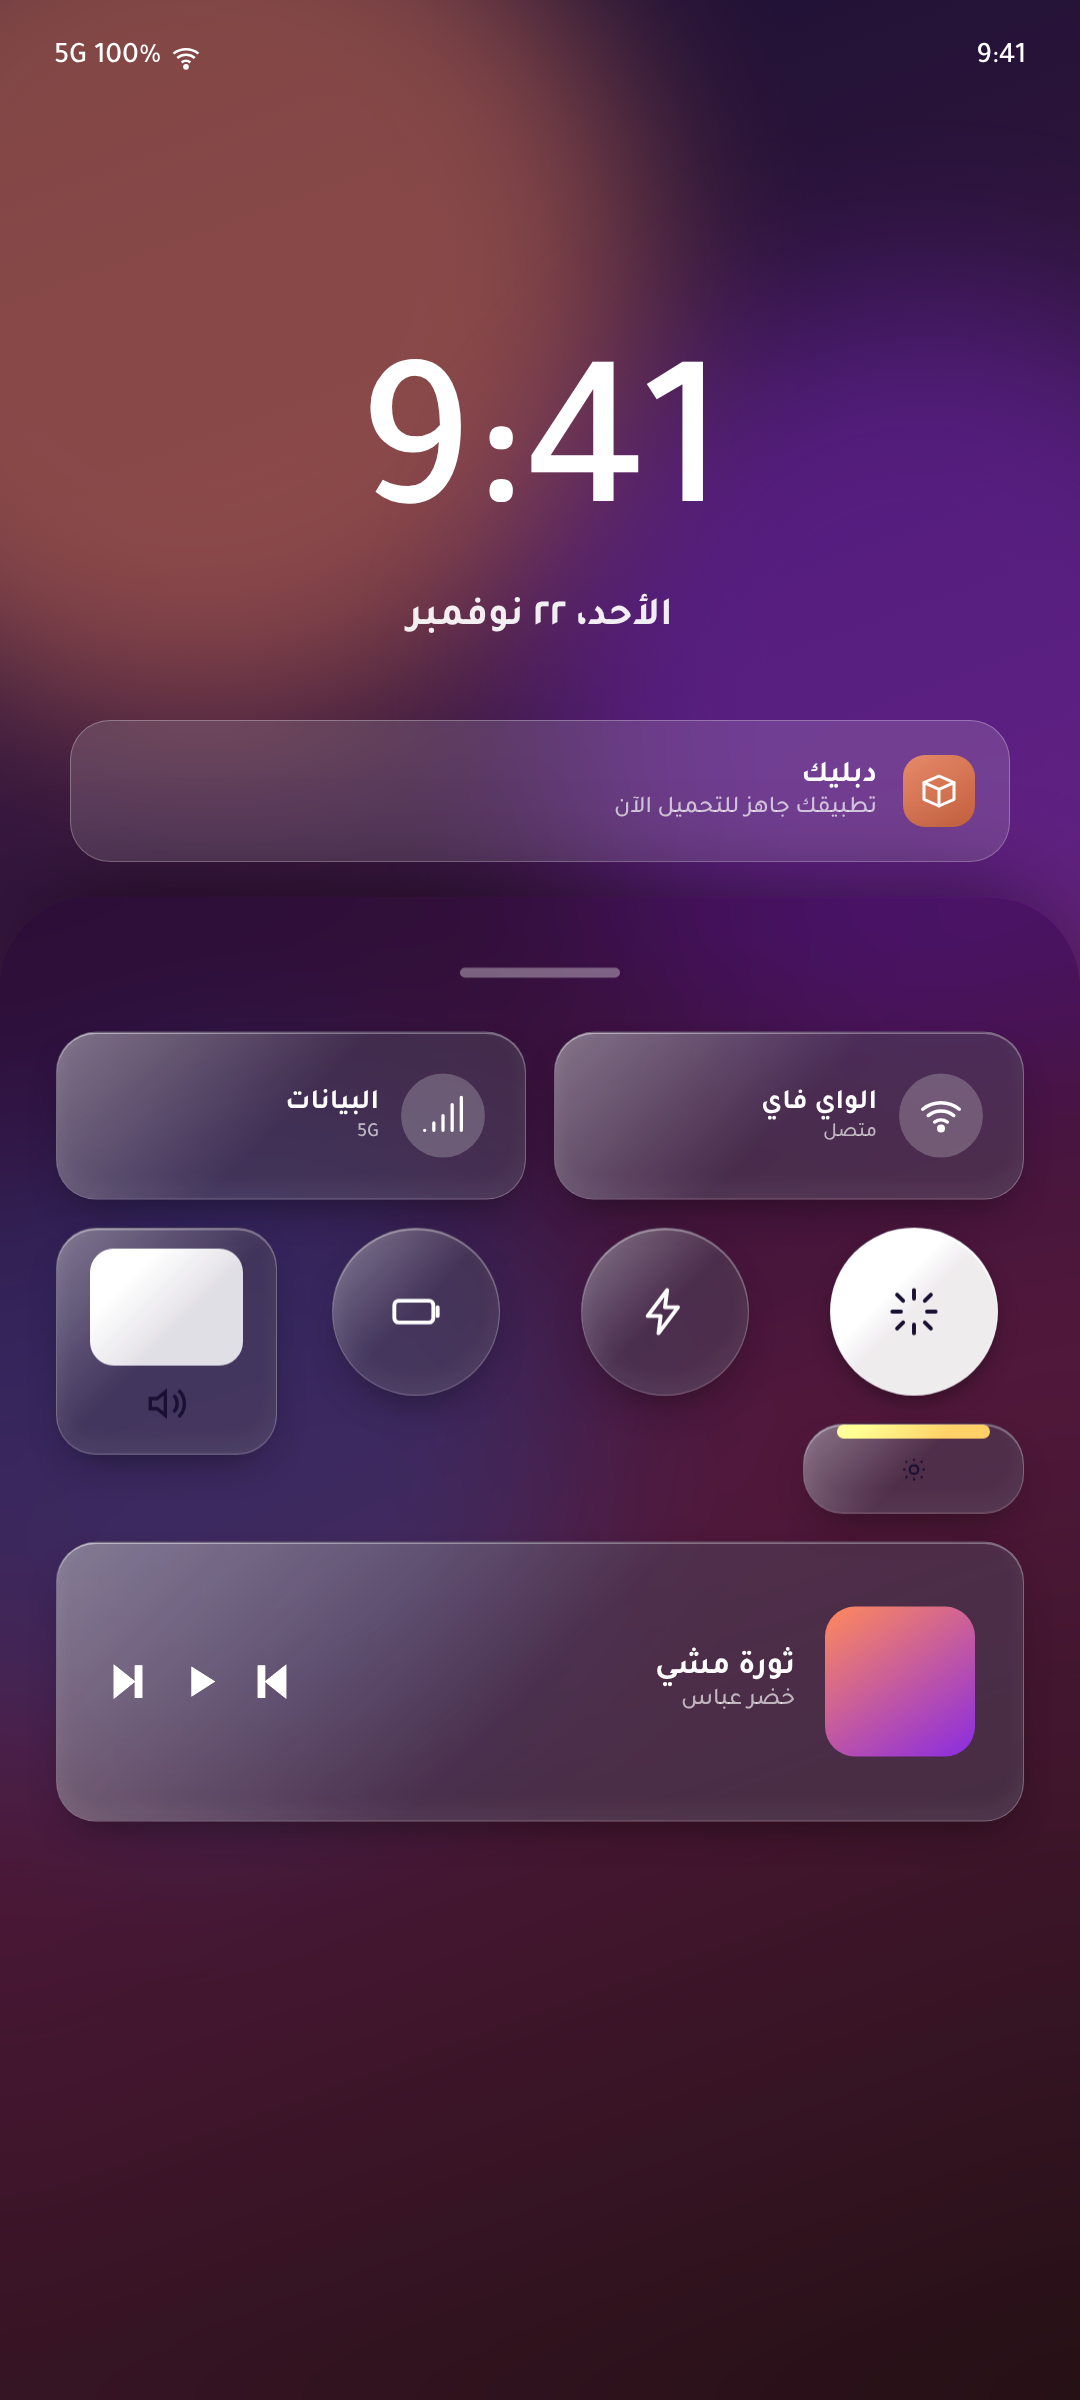 9:41
5G 100%
9:41
الأحد، ٢٢ نوفمبر
دبليك
تطبيقك جاهز للتحميل الآن
الواي فاي
متصل
البيانات
5G
ثورة مشي
خضر عباس